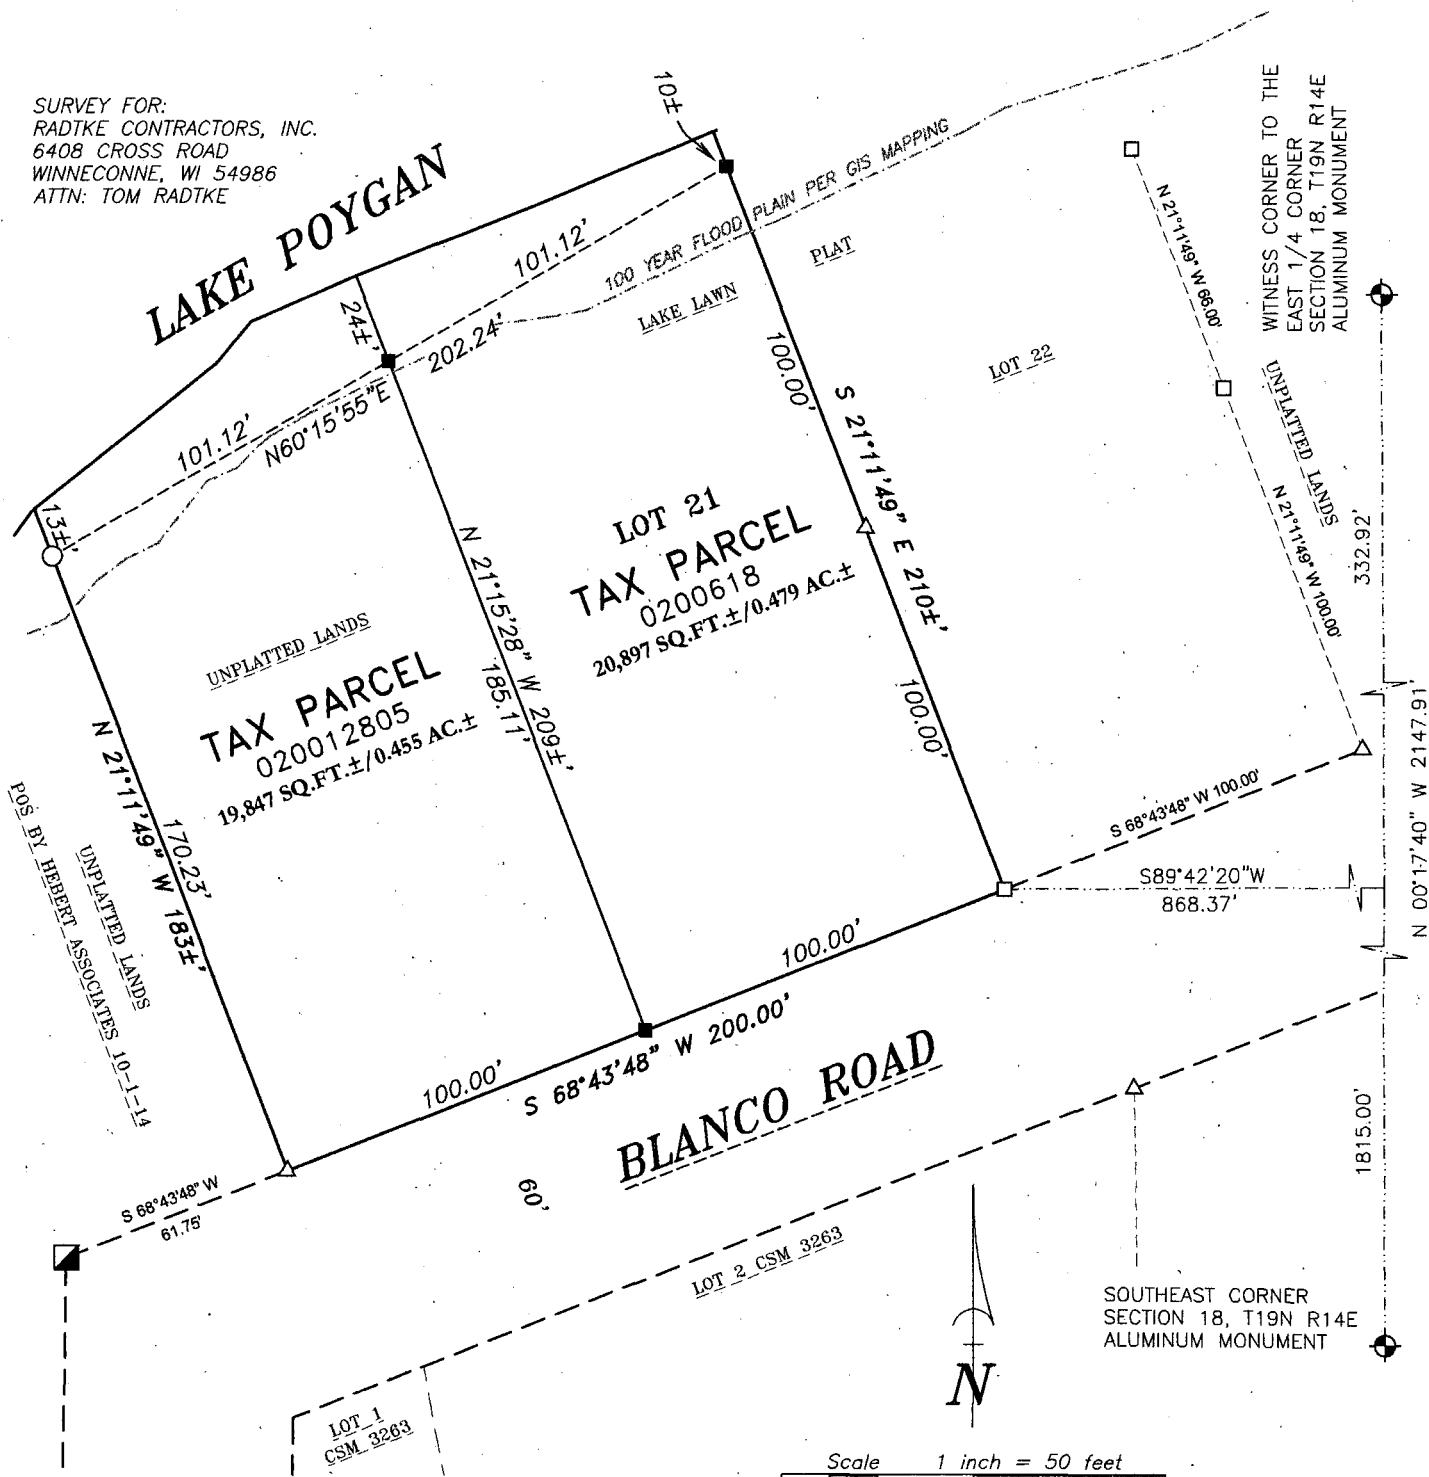 SURVEY FOR:
RADTKE CONTRACTORS, INC.
6408 CROSS ROAD
WINNECONNE, WI 54986
ATTN: TOM RADTKE
LAKE POYGAN
10±
100 YEAR FLOOD PLAIN PER GIS MAPPING
WITNESS CORNER TO THE
EAST 1/4 CORNER
SECTION 18, T19N R14E
ALUMINUM MONUMENT
N 21°11'49" W 66.00'
101.12'
24±'
202.24'
LAKE LAWN
PLAT
100.00'
LOT 22
UNPLATTED LANDS
101.12'
N60°15'55"E
13±'
S 21°11'49" E 210±'
N 21°11'49" W 100.00'
332.92'
LOT 21
TAX PARCEL
0200618
20,897 SQ.FT.±/0.479 AC.±
N 21°15'28" W 209±'
185.11'
100.00'
UNPLATTED LANDS
TAX PARCEL
020012805
19,847 SQ.FT.±/0.455 AC.±
N 21°11'49" W 183±'
170.23'
UNPLATTED LANDS
POS BY HEBERT ASSOCIATES 10-1-14
S 68°43'48" W 100.00'
S89°42'20"W
868.37'
N 00°17'40" W 2147.91
100.00'
100.00'
S 68°43'48" W 200.00'
BLANCO ROAD
60'
S 68°43'48" W
61.75'
1815.00'
LOT 2 CSM 3263
SOUTHEAST CORNER
SECTION 18, T19N R14E
ALUMINUM MONUMENT
N
LOT 1
CSM 3263
Scale 1 inch = 50 feet